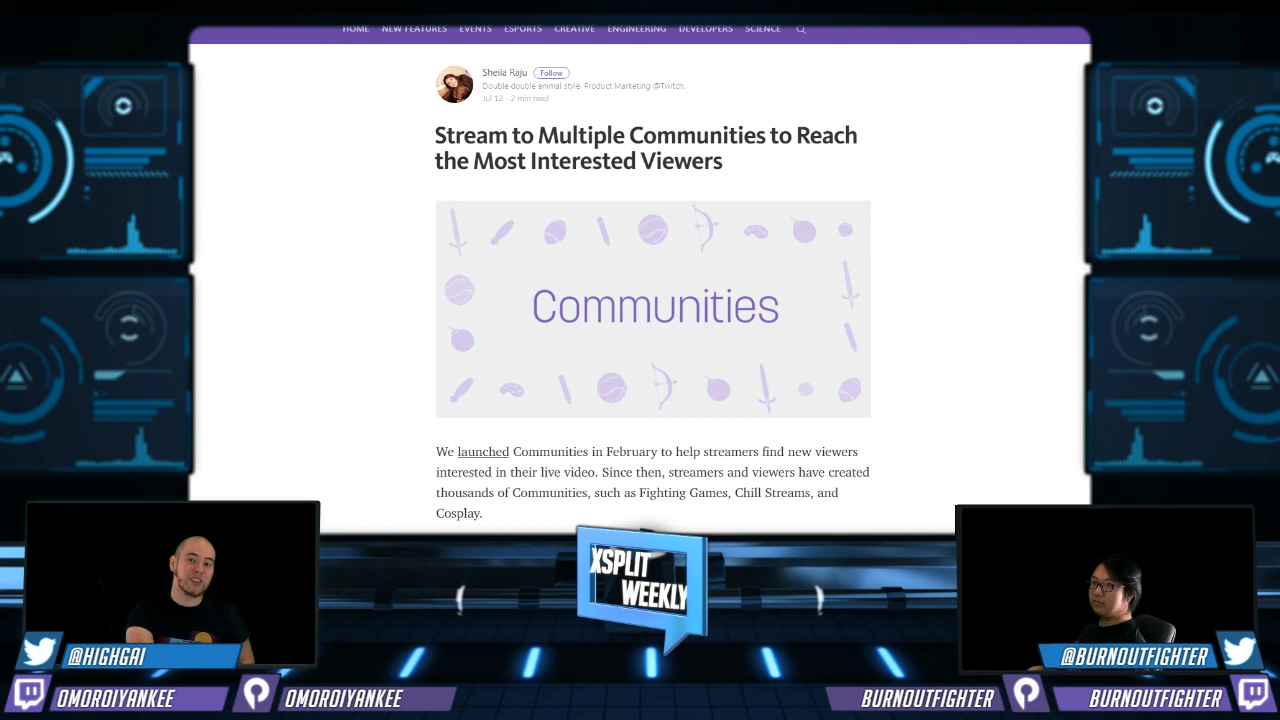 HOME NEW FEATURES EVENTS ESPORTS CREATIVE ENGINEERING DEVELOPERS SCIENCE
Sheila Raju Follow
Double double animal style. Product Marketing @Twitch.
Jul 12 · 2 min read
Stream to Multiple Communities to Reach
the Most Interested Viewers
Communities
We launched Communities in February to help streamers find new viewers
interested in their live video. Since then, streamers and viewers have created
thousands of Communities, such as Fighting Games, Chill Streams, and
Cosplay.
XSPLIT
WEEKLY
@HIGHGAI
OMOROIYANKEE OMOROIYANKEE
@BURNOUTFIGHTER
BURNOUTFIGHTER BURNOUTFIGHTER